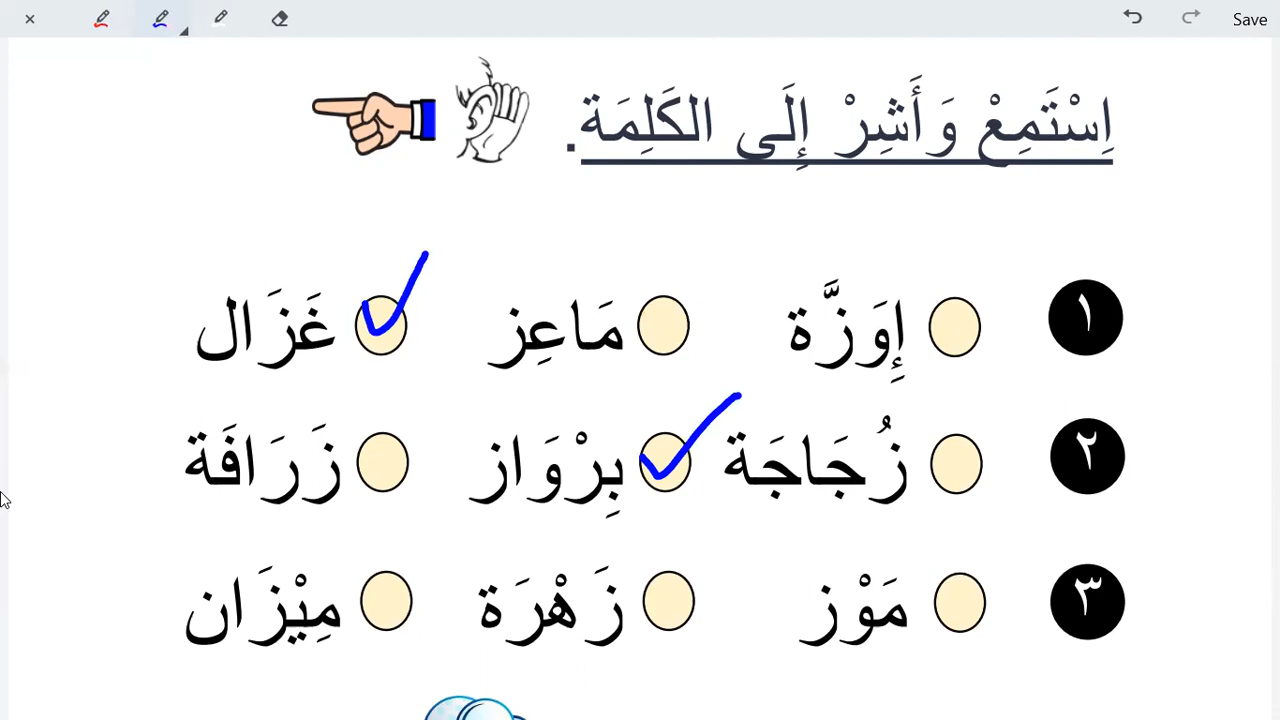 Save
اِسْتَمِعْ وَأَشِرْ إِلَى الكَلِمَة.
١ إِوَزَّة مَاعِز غَزَال
٢ زُجَاجَة بِرْوَاز زَرَافَة
٣ مَوْز زَهْرَة مِيْزَان